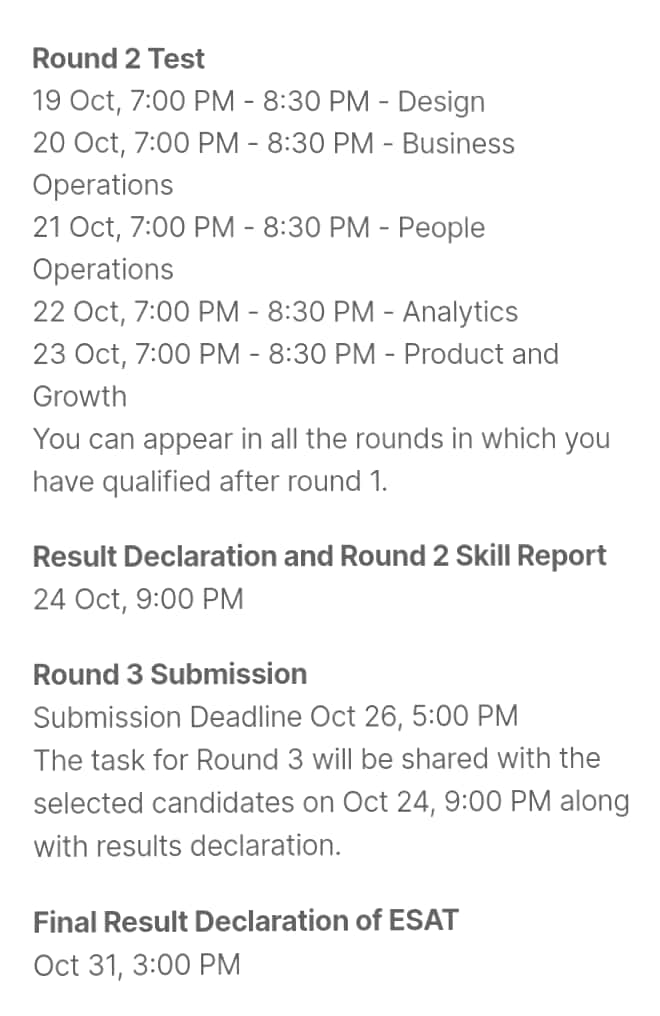 Round 2 Test
19 Oct, 7:00 PM - 8:30 PM - Design
20 Oct, 7:00 PM - 8:30 PM - Business
Operations
21 Oct, 7:00 PM - 8:30 PM - People
Operations
22 Oct, 7:00 PM - 8:30 PM - Analytics
23 Oct, 7:00 PM - 8:30 PM - Product and
Growth
You can appear in all the rounds in which you
have qualified after round 1.
Result Declaration and Round 2 Skill Report
24 Oct, 9:00 PM
Round 3 Submission
Submission Deadline Oct 26, 5:00 PM
The task for Round 3 will be shared with the
selected candidates on Oct 24, 9:00 PM along
with results declaration.
Final Result Declaration of ESAT
Oct 31, 3:00 PM